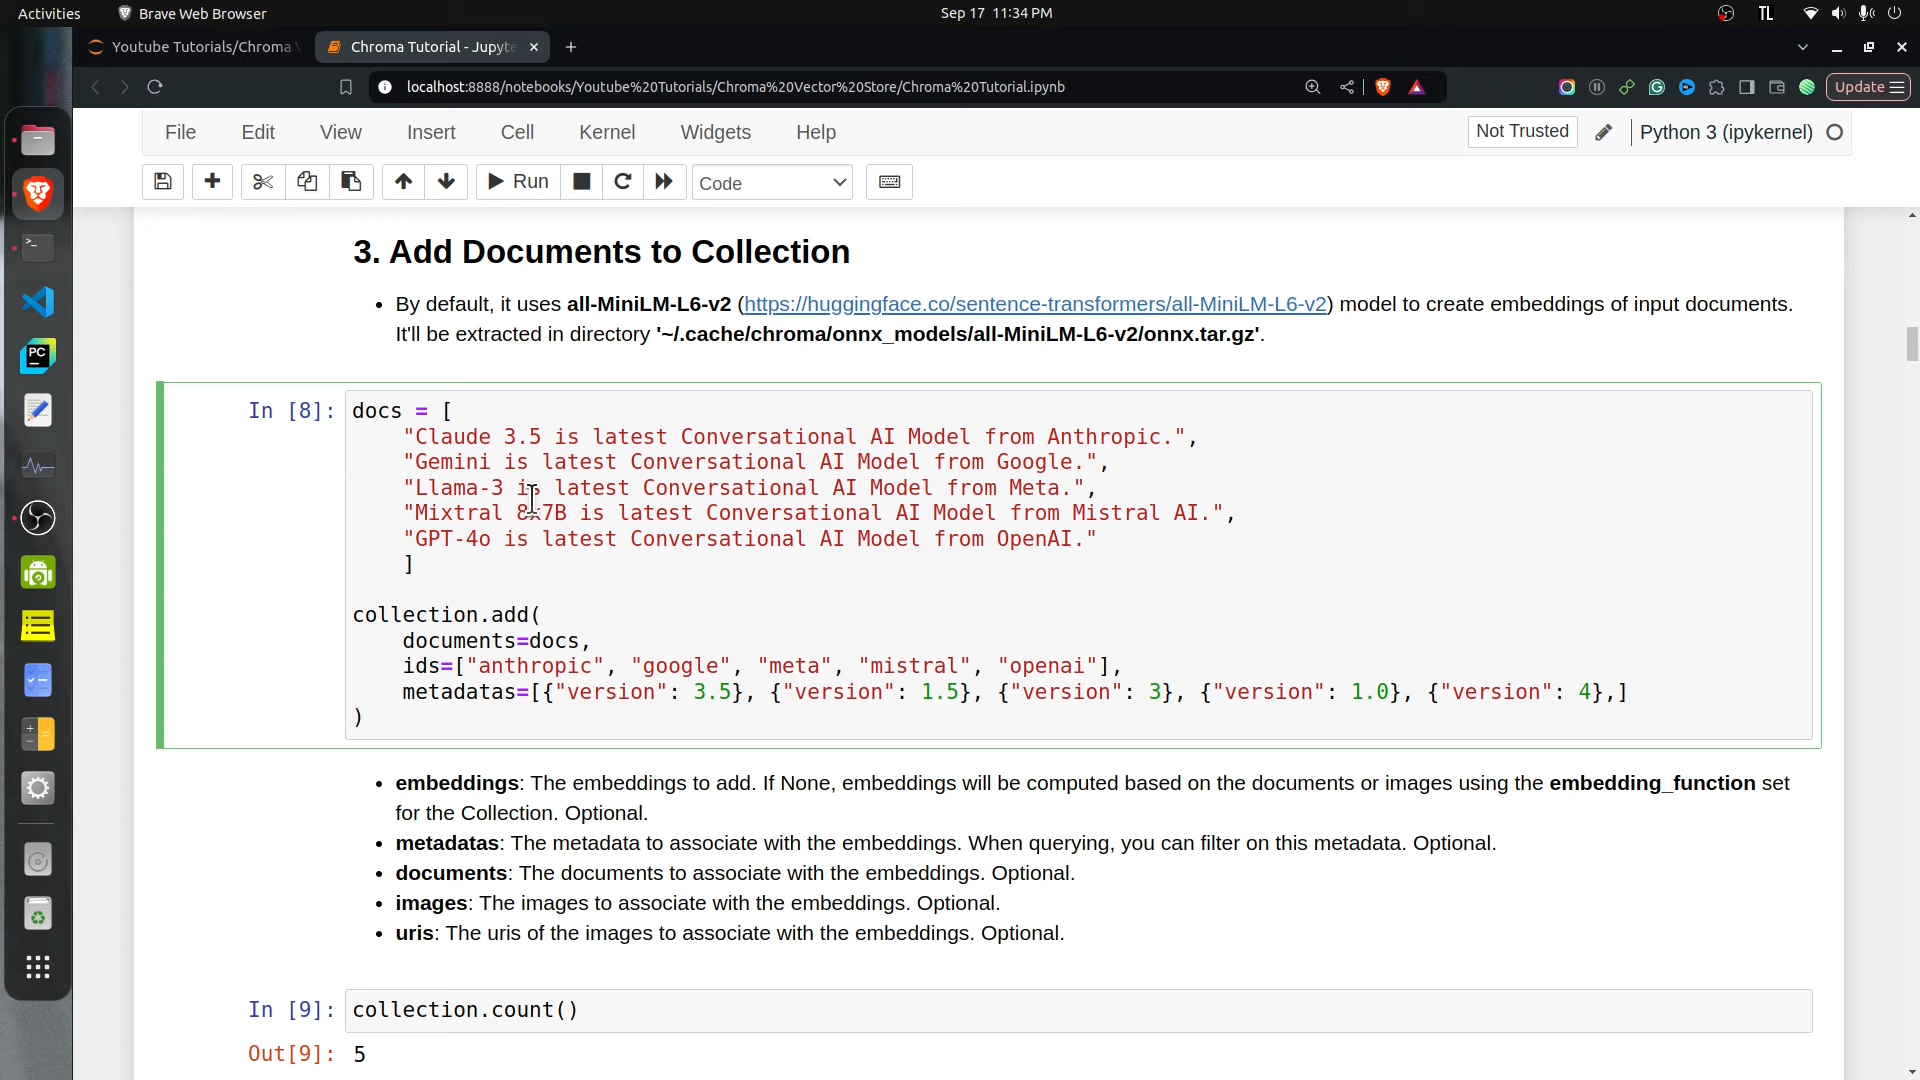 Activities Brave Web Browser Sep 17 11:34 PM TL
Youtube Tutorials/Chroma Chroma Tutorial - Jupyte
localhost:8888/notebooks/Youtube%20Tutorials/Chroma%20Vector%20Store/Chroma%20Tutorial.ipynb Update
File Edit View Insert Cell Kernel Widgets Help Not Trusted Python 3 (ipykernel)
Run Code
3. Add Documents to Collection
• By default, it uses all-MiniLM-L6-v2 (https://huggingface.co/sentence-transformers/all-MiniLM-L6-v2) model to create embeddings of input documents.
It'll be extracted in directory '~/.cache/chroma/onnx_models/all-MiniLM-L6-v2/onnx.tar.gz'.
In [8]: docs = [
"Claude 3.5 is latest Conversational AI Model from Anthropic.",
"Gemini is latest Conversational AI Model from Google.",
"Llama-3 is latest Conversational AI Model from Meta.",
"Mixtral 8x7B is latest Conversational AI Model from Mistral AI.",
"GPT-4o is latest Conversational AI Model from OpenAI."
]
collection.add(
documents=docs,
ids=["anthropic", "google", "meta", "mistral", "openai"],
metadatas=[{"version": 3.5}, {"version": 1.5}, {"version": 3}, {"version": 1.0}, {"version": 4},]
)
• embeddings: The embeddings to add. If None, embeddings will be computed based on the documents or images using the embedding_function set
for the Collection. Optional.
• metadatas: The metadata to associate with the embeddings. When querying, you can filter on this metadata. Optional.
• documents: The documents to associate with the embeddings. Optional.
• images: The images to associate with the embeddings. Optional.
• uris: The uris of the images to associate with the embeddings. Optional.
In [9]: collection.count()
Out[9]: 5